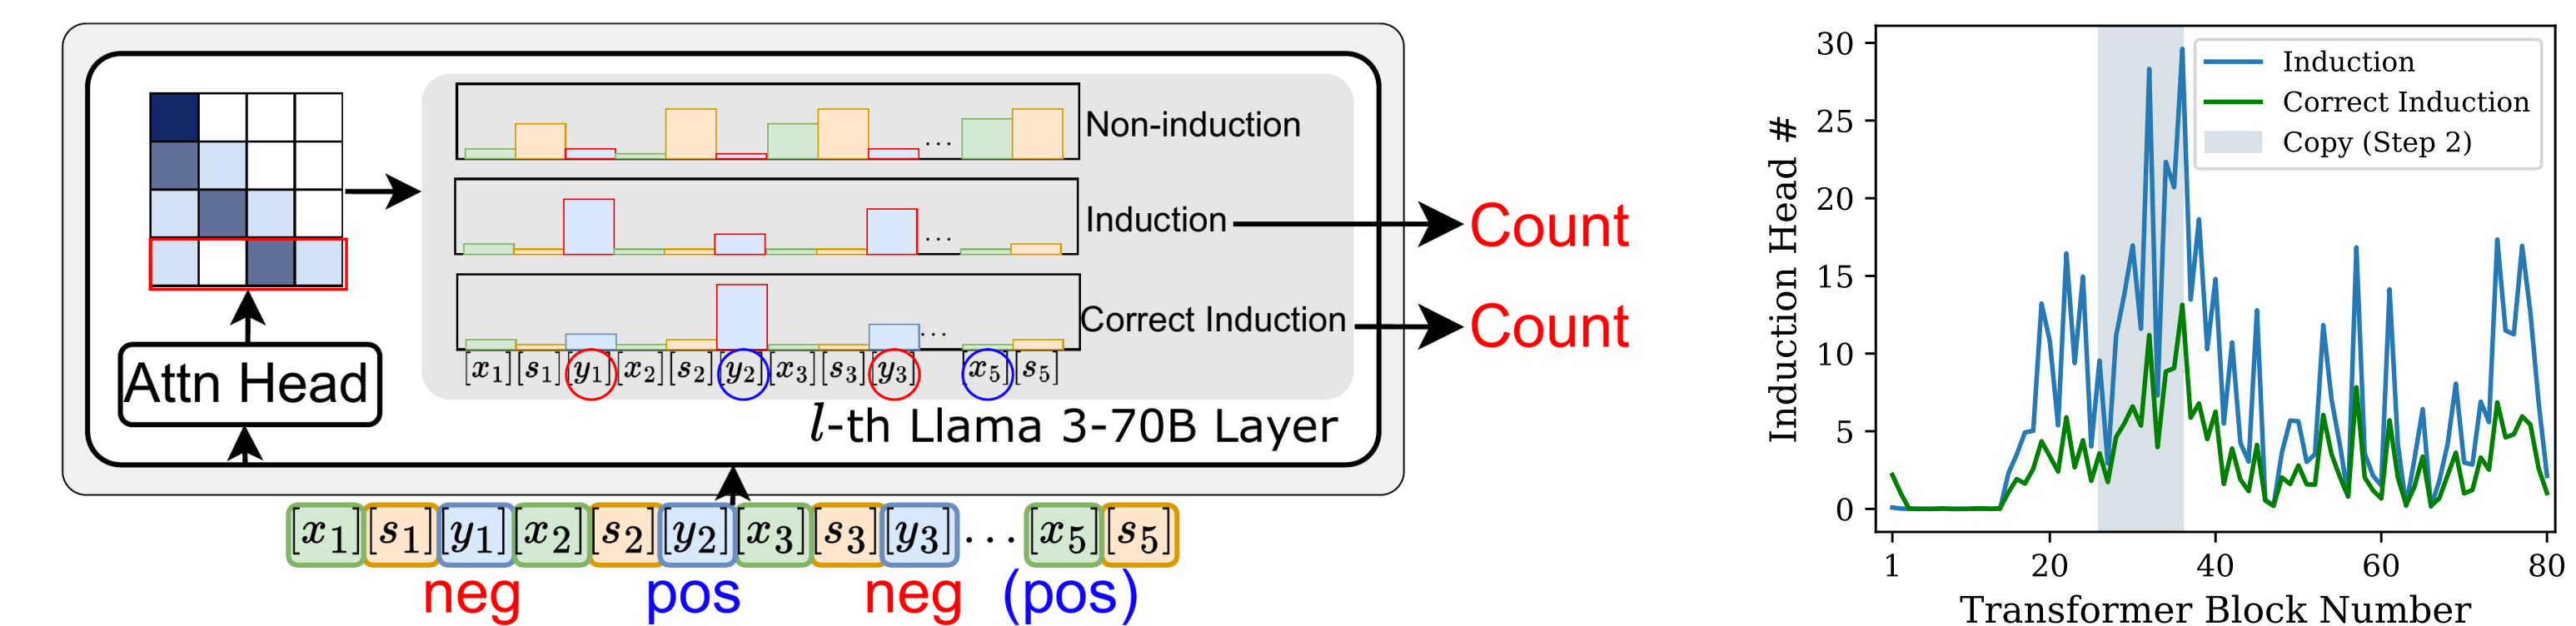 Non-induction
Induction
Correct Induction
...
...
...
[x1] [s1] [y1] [x2] [s2] [y2] [x3] [s3] [y3] [x5] [s5]
Attn Head
l-th Llama 3-70B Layer
Count
Count
[x1] [s1] [y1] [x2] [s2] [y2] [x3] [s3] [y3] ... [x5] [s5]
neg pos neg (pos)
Induction Head #
30
25
20
15
10
5
0
Induction
Correct Induction
Copy (Step 2)
1 20 40 60 80
Transformer Block Number